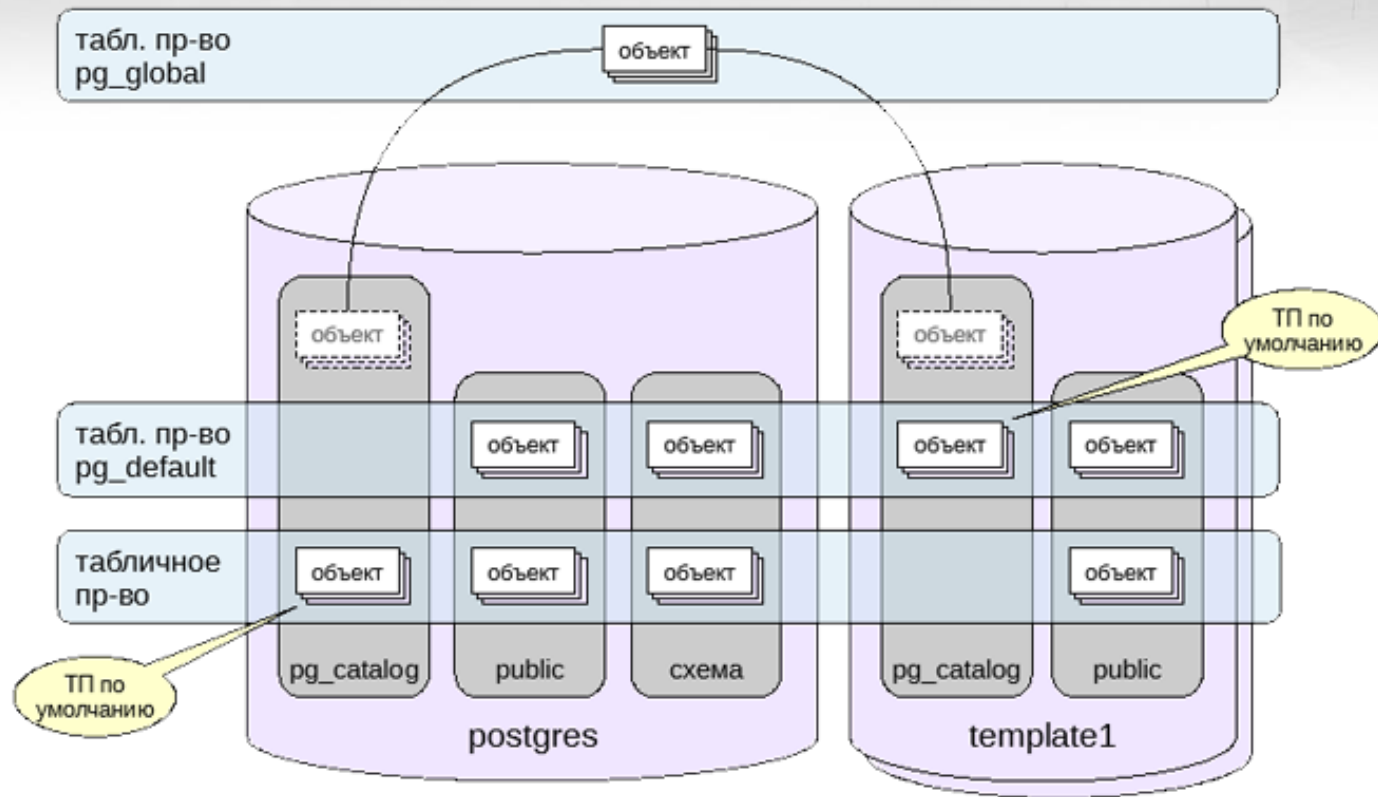 табл. пр-во
pg_global
объект
объект
объект
ТП по
умолчанию
табл. пр-во
pg_default
объект
объект
объект
объект
табличное
пр-во
объект
объект
объект
объект
pg_catalog
public
схема
pg_catalog
public
ТП по
умолчанию
postgres
template1